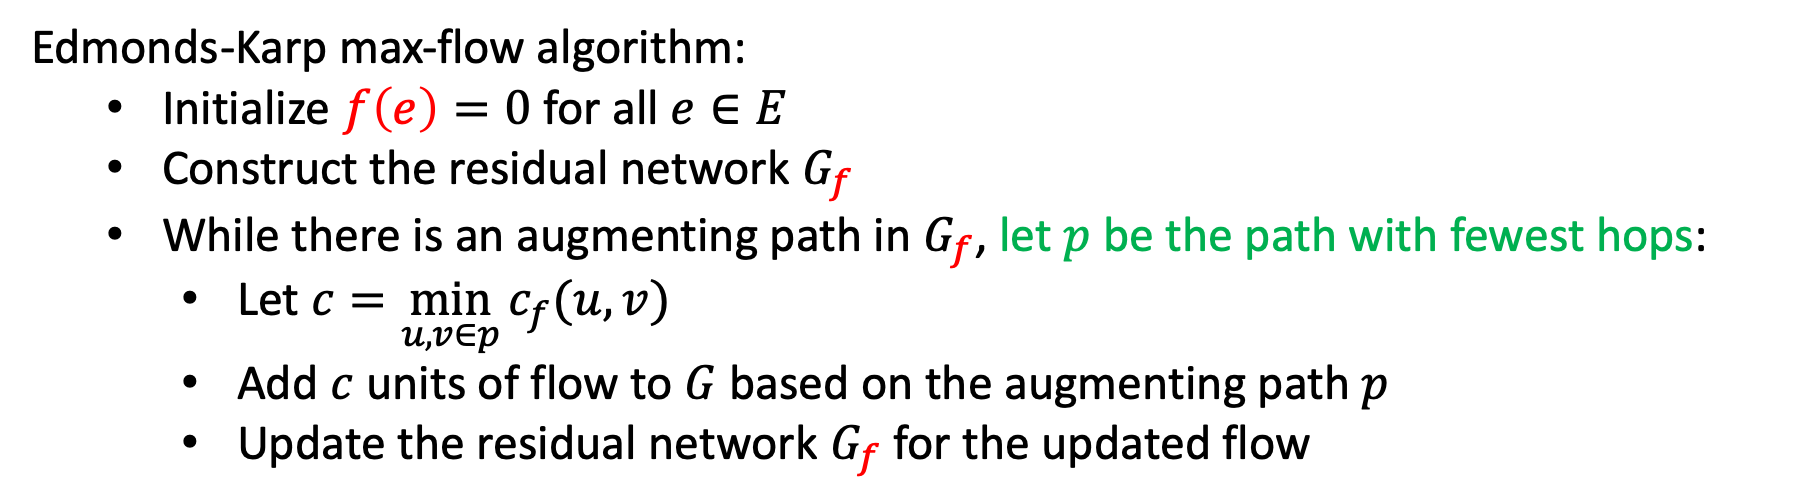 Edmonds-Karp max-flow algorithm:
• Initialize f(e) = 0 for all e ∈ E
• Construct the residual network G_f
• While there is an augmenting path in G_f, let p be the path with fewest hops:
• Let c = min_{u,v∈p} c_f(u, v)
• Add c units of flow to G based on the augmenting path p
• Update the residual network G_f for the updated flow